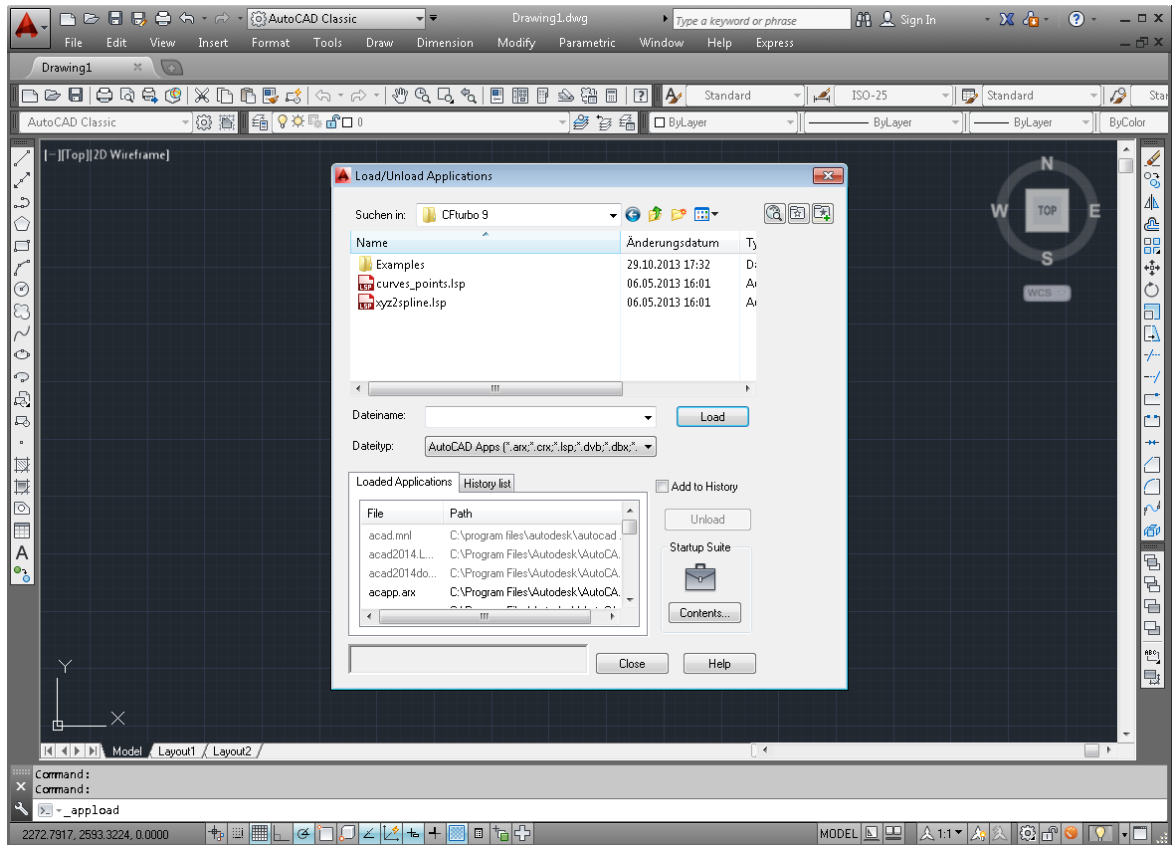 AutoCAD Classic Drawing1.dwg Type a keyword or phrase Sign In
File Edit View Insert Format Tools Draw Dimension Modify Parametric Window Help Express
Drawing1
Standard ISO-25 Standard
AutoCAD Classic 0 ByLayer ByLayer ByLayer ByColor
[-][Top][2D Wireframe]
N
W TOP E
S
WCS
Load/Unload Applications
Suchen in: CFturbo 9
Name Änderungsdatum
Examples 29.10.2013 17:32
LSP curves_points.lsp 06.05.2013 16:01
LSP xyz2spline.lsp 06.05.2013 16:01
Dateiname: Load
Dateityp: AutoCAD Apps (*.arx;*.crx;*.lsp;*.dvb;*.dbx;*.
Loaded Applications History list Add to History
File Path Unload
acad.mnl C:\program files\autodesk\autocad
acad2014.L... C:\Program Files\Autodesk\AutoCA.
acad2014do... C:\Program Files\Autodesk\AutoCA.
acapp.arx C:\Program Files\Autodesk\AutoCA.
Startup Suite
Contents...
Close Help
A
ABC
Y
X
Model Layout1 Layout2
Command:
Command:
_appload
2272.7917, 2593.3224, 0.0000 MODEL 1:1